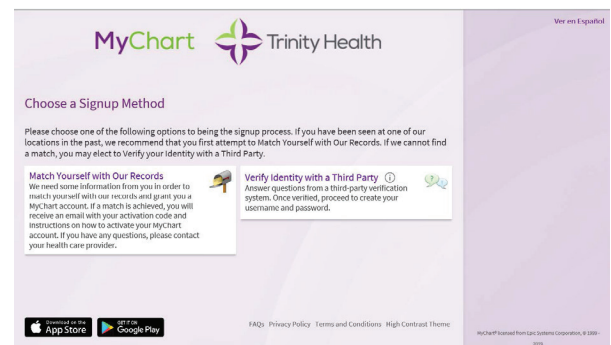 Ver en Español
MyChart Trinity Health
Choose a Signup Method
Please choose one of the following options to being the signup process. If you have been seen at one of our
locations in the past, we recommend that you first attempt to Match Yourself with Our Records. If we cannot find
a match, you may elect to Verify your Identity with a Third Party.
Match Yourself with Our Records
We need some information from you in order to
match yourself with our records and grant you a
MyChart account. If a match is achieved, you will
receive an email with your activation code and
instructions on how to activate your MyChart
account. If you have any questions, please contact
your health care provider.
Verify Identity with a Third Party
Answer questions from a third-party verification
system. Once verified, proceed to create your
username and password.
Download on the
App Store
GET IT ON
Google Play
FAQs Privacy Policy Terms and Conditions High Contrast Theme
MyChart® licensed from Epic Systems Corporation, © 1999 -